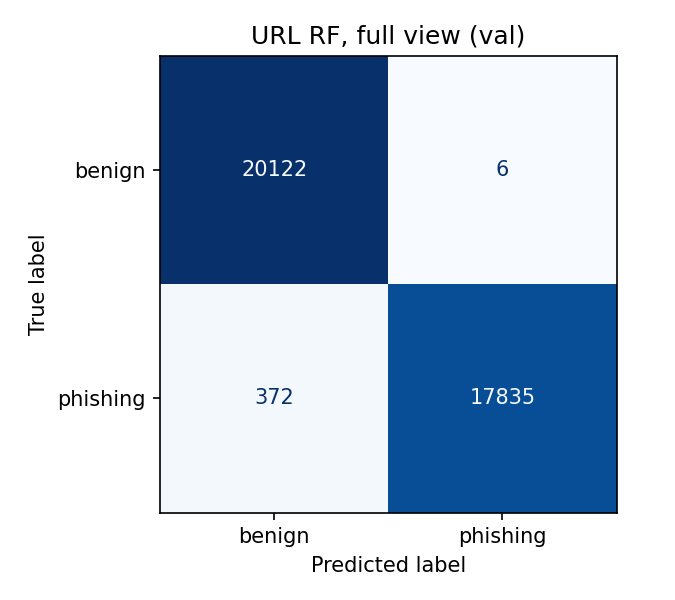 URL RF, full view (val)
True label
benign
20122
6
phishing
372
17835
benign
phishing
Predicted label